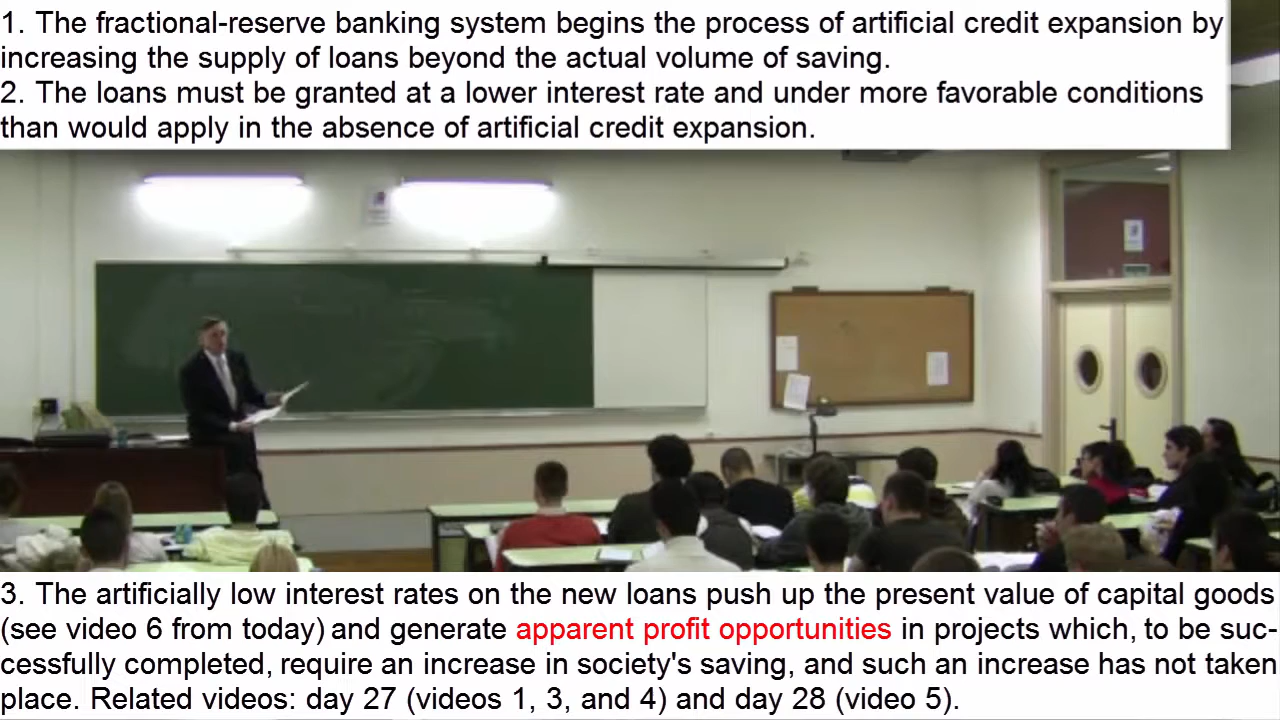 1. The fractional-reserve banking system begins the process of artificial credit expansion by
increasing the supply of loans beyond the actual volume of saving.
2. The loans must be granted at a lower interest rate and under more favorable conditions
than would apply in the absence of artificial credit expansion.
3. The artificially low interest rates on the new loans push up the present value of capital goods
(see video 6 from today) and generate apparent profit opportunities in projects which, to be suc-
cessfully completed, require an increase in society's saving, and such an increase has not taken
place. Related videos: day 27 (videos 1, 3, and 4) and day 28 (video 5).